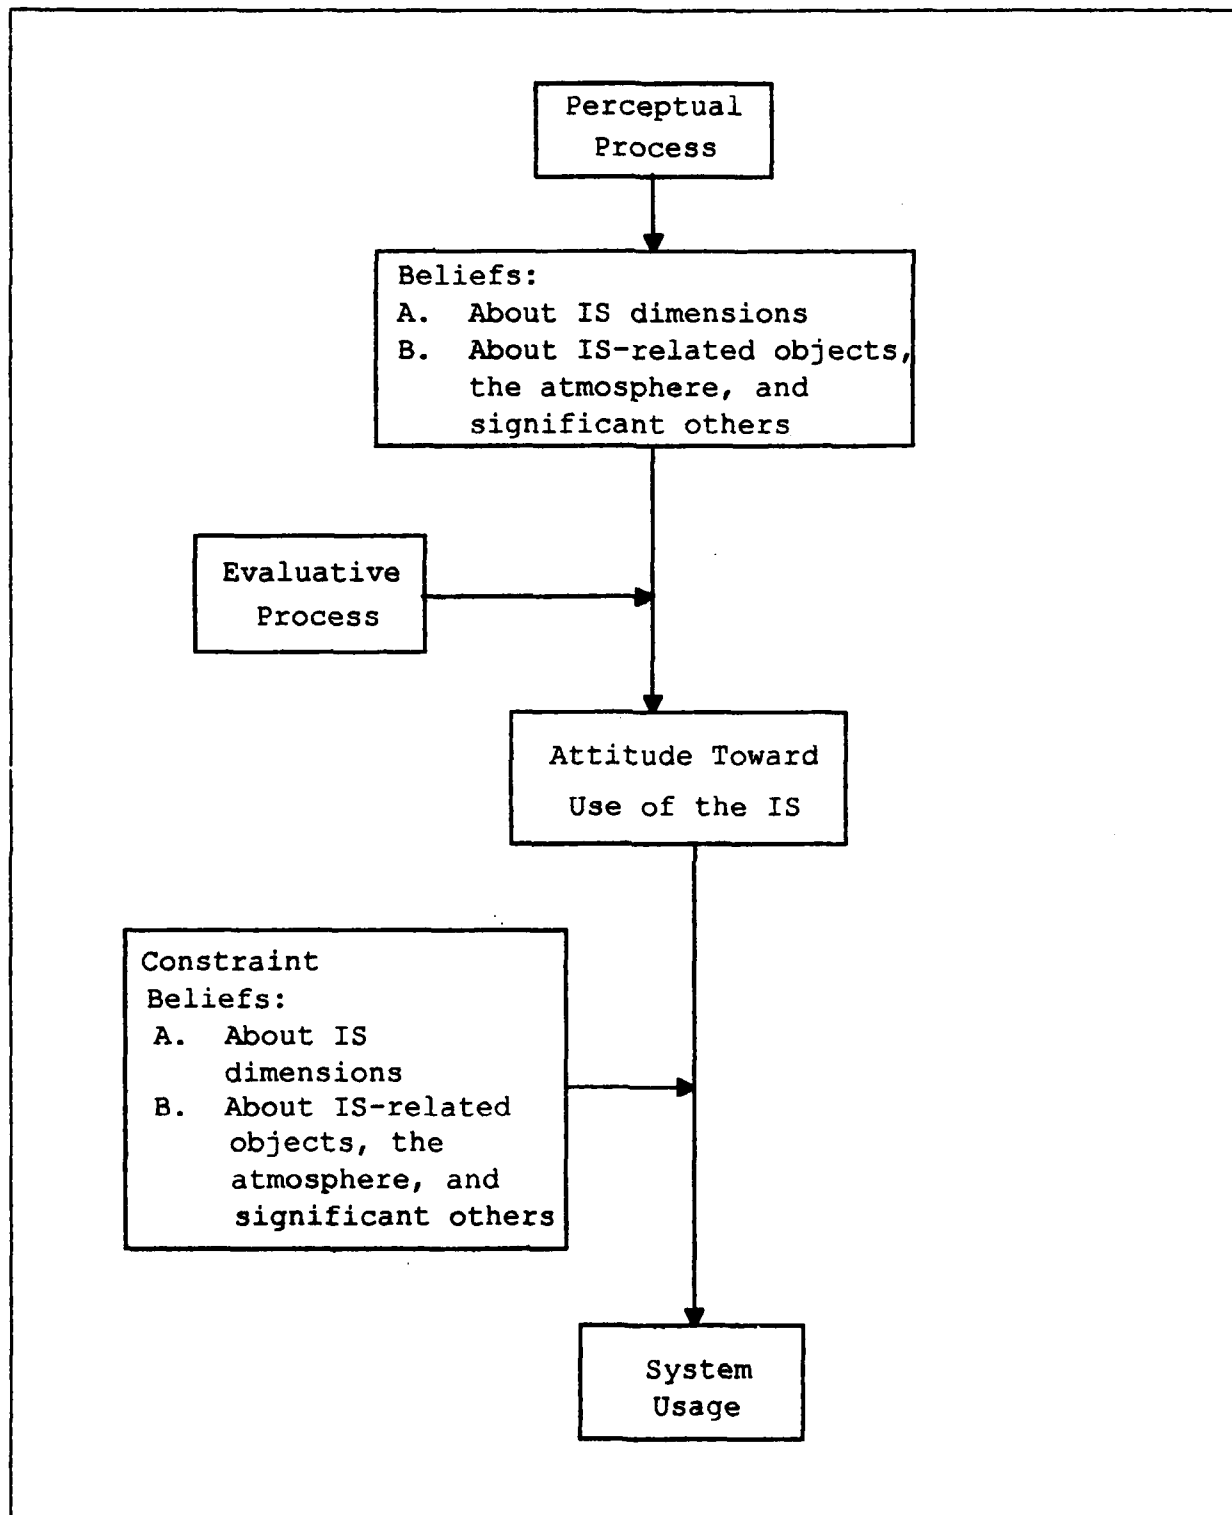 Perceptual
Process
Beliefs:
A. About IS dimensions
B. About IS-related objects,
the atmosphere, and
significant others
Evaluative
Process
Attitude Toward
Use of the IS
Constraint
Beliefs:
A. About IS
dimensions
B. About IS-related
objects, the
atmosphere, and
significant others
System
Usage